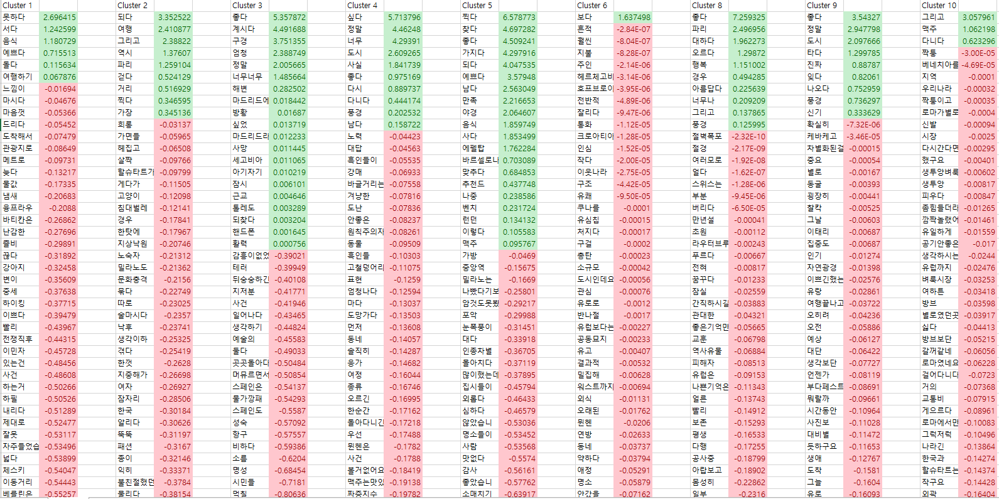 Cluster 1 Cluster 2 Cluster 3 Cluster 4 Cluster 5 Cluster 6 Cluster 8 Cluster 9 Cluster 10
못하다 2.696415 되다 3.352522 좋다 5.357872 싶다 5.713796 찍다 6.578773 보다 1.637498 좋다 7.259325 좋다 3.54327 그리고 3.057961
서다 1.242599 여행 2.410877 계시다 4.491688 정말 4.46248 찾다 4.697282 흔적 -2.84E-07 파리 2.496956 정말 2.947798 맥주 1.062198
음식 1.180729 그리고 2.38822 구경 3.751355 너무 4.29391 좋다 4.509241 훨씬 -8.04E-07 대하다 1.962273 도시 2.097666 다니다 0.623296
예쁘다 0.715513 역시 1.37607 엄청 2.388749 도시 2.609265 가지다 4.297916 지불 -8.28E-07 오르다 1.29872 타다 1.299785 짝퉁 -3.00E-05
돌다 0.115634 파리 1.259104 정말 2.005665 사실 1.841739 되다 4.047535 주인 -2.14E-06 행복 1.151002 진짜 0.88787 베네치아를 -4.69E-05
여행하기 0.067876 걷다 0.524129 너무너무 1.485664 좋다 0.975169 예쁘다 3.57948 헤르체고비 -3.14E-06 경우 0.494285 잊다 0.82061 지역 -0.0001
느낌이 -0.01694 거리 0.516929 해변 0.282502 다시 0.889737 남다 2.563049 호프브로이 -3.95E-06 아름답다 0.225639 나오다 0.752959 우리나라 -0.00032
마시다 -0.04676 찍다 0.346595 마드리드에 0.018442 다니다 0.444174 만족 2.216653 전반적 -4.89E-06 너무나 0.209209 풍경 0.736297 짝퉁이고 -0.00035
마음껏 -0.05366 가장 0.345136 방황 0.01687 풍경 0.202532 야경 2.064607 잘리다 -9.47E-06 그리고 0.137865 신기 0.333629 로마가별로 -0.0004
드리다 -0.05452 희롱 -0.03137 싶었 0.013719 남다 0.158722 음식 1.859749 통화 -1.12E-05 풍경 0.125995 확실히 -7.32E-06 신발 -0.00094
도착해서 -0.07479 가면들 -0.05965 마드리드라 0.012233 노력 -0.04423 사다 1.853499 크로아티아 -1.28E-05 절벽폭포 -2.32E-10 케바케고 -3.46E-05 시장 -0.0025
관광지로 -0.08649 헤집고 -0.06508 사망 0.011445 대답 -0.04563 에펠탑 1.762284 인심 -1.52E-05 절경 -2.17E-09 차별화된걸 -0.00015 다시간다면 -0.00295
메트로 -0.09731 살짝 -0.09766 세고비아 0.011065 흑인들이 -0.05535 바르셀로나 0.703089 작다 -2.00E-05 여러모로 -1.92E-08 중요 -0.00054 했구요 -0.00401
늦다 -0.13217 할슈타트가 -0.09799 아기자기 0.010219 강매 -0.06933 맞추다 0.684853 이웃나라 -2.75E-05 얼다 -1.62E-07 별로 -0.00167 생투앙벼룩 -0.00602
물값 -0.17335 게다가 -0.11505 잠시 0.006101 바글거리는 -0.07558 추천드 0.437748 구조 -4.42E-05 스위스는 -1.28E-06 동굴 -0.00393 생투앙 -0.00817
냄새 -0.20683 고양이 -0.12098 근교 0.004646 겨냥한 -0.07816 나중 0.238586 유쾌 -9.50E-05 부분 -9.45E-06 굉장히 -0.00441 피우다 -0.00847
융프라우 -0.2088 침대벌레 -0.12141 톨레도 0.003289 도난 -0.07836 벤치 0.231724 쿠나를 -0.0001 버리다 -6.50E-05 찰칵 -0.00525 좀힘들더라 -0.01265
바티칸은 -0.26862 경우 -0.17841 되찾다 0.003204 안좋은 -0.08237 런던 0.134132 유심칩 -0.00015 만년설 -0.00041 그날 -0.00603 깜짝놀랬어 -0.01461
난감한 -0.27696 한탓에 -0.17967 핸드폰 0.001645 원칙주의자 -0.08261 이렇다 0.105583 처지다 -0.00017 초원 -0.00112 이태리 -0.00687 유일하게 -0.01559
즐비 -0.29891 지상낙원 -0.20746 활력 0.000756 동물 -0.09509 맥주 0.095767 구걸 -0.0002 라우터브루 -0.00243 집중도 -0.00687 공기안좋은 -0.017
끊다 -0.31892 노숙자 -0.21312 감흥이없었 -0.39021 흑인들 -0.10303 가방 -0.0469 총탄 -0.00023 푸르다 -0.00667 인기 -0.01274 생각하시는 -0.0244
강아지 -0.32458 밀라노도 -0.21362 테러 -0.39949 고철덩어리 -0.11075 중앙역 -0.15675 소규모 -0.00042 전혀 -0.00817 자연광경 -0.01398 유럽까지 -0.02476
변이 -0.35609 문화충격 -0.2156 뒤숭숭하긴 -0.40108 표현 -0.1259 밀라노는 -0.1669 도시인데요 -0.00056 꿈꾸다 -0.01233 이쁘긴했는 -0.02576 벼룩시장 -0.03253
중세 -0.37638 묶다 -0.22749 지저분 -0.41771 엄청나다 -0.12594 나빴다기보 -0.25801 관심 -0.00076 잠실 -0.02559 유랑 -0.02861 여하튼 -0.03418
하이킹 -0.37715 따로 -0.23025 사건 -0.41946 마다 -0.13037 암것도못봤 -0.29217 유로로 -0.0012 간직하시길 -0.03883 여행끝나고 -0.03722 방브 -0.03598
이쁘다 -0.39479 술마시다 -0.2357 일어나다 -0.43465 도망가다 -0.13503 포악 -0.29988 반나절 -0.0017 관대한 -0.04321 오히려 -0.04236 별로였던곳 -0.03917
빨리 -0.43967 낙후 -0.23741 생각하기 -0.44824 먼저 -0.13608 눈폭풍이 -0.31451 유럽보다는 -0.00227 좋은기억만 -0.05665 오전 -0.05886 싫다 -0.04413
전쟁직후 -0.44315 생각이하 -0.25325 예술의 -0.45583 동네 -0.14057 대다 -0.33918 공동묘지 -0.00233 교훈 -0.06798 예상 -0.06127 방브보단 -0.05215
이민자 -0.45728 겪다 -0.25419 둘다 -0.49033 솔직히 -0.14287 인종차별 -0.36705 유고 -0.00407 역사유물 -0.06884 대단 -0.06422 갈꺼같네 -0.06056
있는건 -0.48456 한껏 -0.2628 곳곳돌아다 -0.50484 응가 -0.14682 몰아치다 -0.37119 결과적 -0.00532 피해자 -0.08513 생각보단 -0.07727 로마였네요 -0.06228
사건 -0.48608 지중해가 -0.26698 머뮤르면서 -0.50854 여정 -0.16044 많이했는데 -0.37895 밀집해 -0.00628 유럽은 -0.09153 언젠가 -0.08119 걸어다니다 -0.0723
하는거 -0.50266 여자 -0.26927 스페인은 -0.54137 종류 -0.16746 집시들이 -0.45794 워스트까지 -0.00694 나쁜기억은 -0.11343 부다페스트 -0.08691 거의 -0.07368
하필 -0.50526 잠자리 -0.28506 물가깡패 -0.54293 오르긴 -0.16995 외롭다 -0.46433 외식 -0.01131 얼른 -0.13743 뭐랄까 -0.09661 교통비 -0.07915
내리다 -0.51289 한국 -0.30184 스페인도 -0.5587 한순간 -0.17162 심하다 -0.46579 오래된 -0.01762 빨리 -0.14912 시간동안 -0.10964 게으르다 -0.08961
제대로 -0.52477 알리다 -0.30626 성숙 -0.57092 돌아다니긴 -0.17218 않았습니 -0.53036 뮌헨 -0.0206 보존 -0.15293 사진보 -0.11028 로마에서만 -0.10083
잘못 -0.53117 뚝뚝 -0.31197 항구 -0.57557 우선 -0.17488 명소들이 -0.53452 연방 -0.02633 평생 -0.16533 대비별 -0.11472 그럭저럭 -0.10496
자주들었습 -0.53496 패션 -0.3167 비하다 -0.59386 뮌헨은 -0.1782 사람 -0.53568 동네 -0.03737 다행 -0.17255 듯하구요 -0.11653 나라긴 -0.13864
넓다 -0.53899 종이 -0.32146 소름 -0.6204 사건 -0.1788 맛없다 -0.5574 약하다 -0.03794 공사중 -0.18799 생애 -0.12767 한국과 -0.14274
체스키 -0.54047 익히 -0.33371 명성 -0.68454 볼거없어요 -0.18419 감사 -0.56161 애정 -0.05291 아랍보고 -0.18902 도착 -0.1581 할슈타트는 -0.14374
이동거리 -0.54443 불친절했던 -0.3784 시민들 -0.7181 맥주는맛있 -0.19138 좋았습니 -0.57762 명소 -0.05879 몸성히 -0.22862 그늘 -0.1604 작구요 -0.14428
베를린은 -0.55257 물리다 -0.38154 먹칠 -0.80636 짜증지수 -0.19782 소매치기 -0.63917 안갔을 -0.07162 일부 -0.2316 유로 -0.16093 외곽 -0.16404